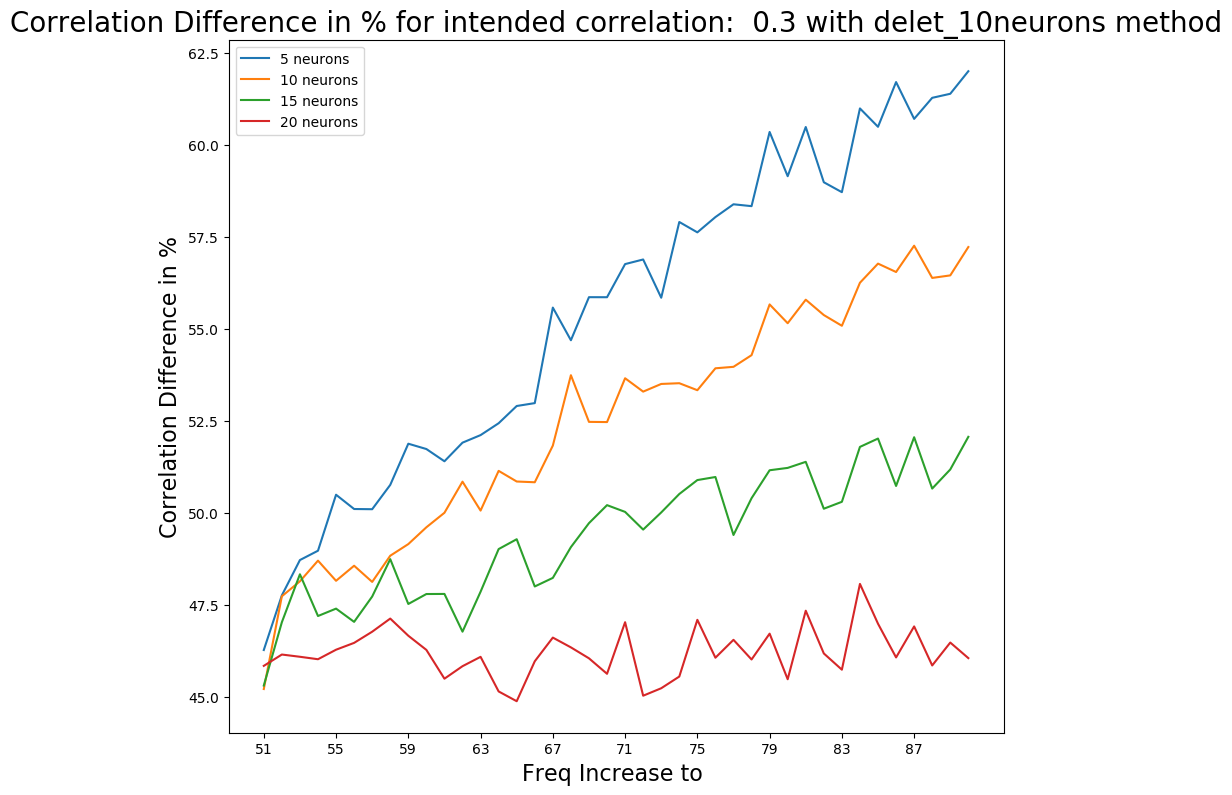 Correlation Difference in % for intended correlation:  0.3 with delet_10neurons method
5 neurons
10 neurons
15 neurons
20 neurons
Correlation Difference in %
62.5
60.0
57.5
55.0
52.5
50.0
47.5
45.0
51 55 59 63 67 71 75 79 83 87
Freq Increase to